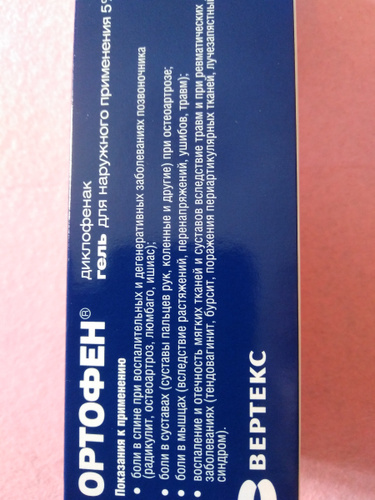 ОРТОФЕН®
диклофенак
гель для наружного применения 5%
Показания к применению
• боли в спине при воспалительных и дегенеративных заболеваниях позвоночника
(радикулит, остеоартроз, люмбаго, ишиас);
• боли в суставах (суставы пальцев рук, коленные и другие) при остеоартрозе;
• боли в мышцах (вследствие растяжений, перенапряжений, ушибов, травм);
• воспаление и отечность мягких тканей и суставов вследствие травм и при ревматических
заболеваниях (тендовагинит, бурсит, поражения периартикулярных тканей, лучезапястный
синдром).
ВЕРТЕКС